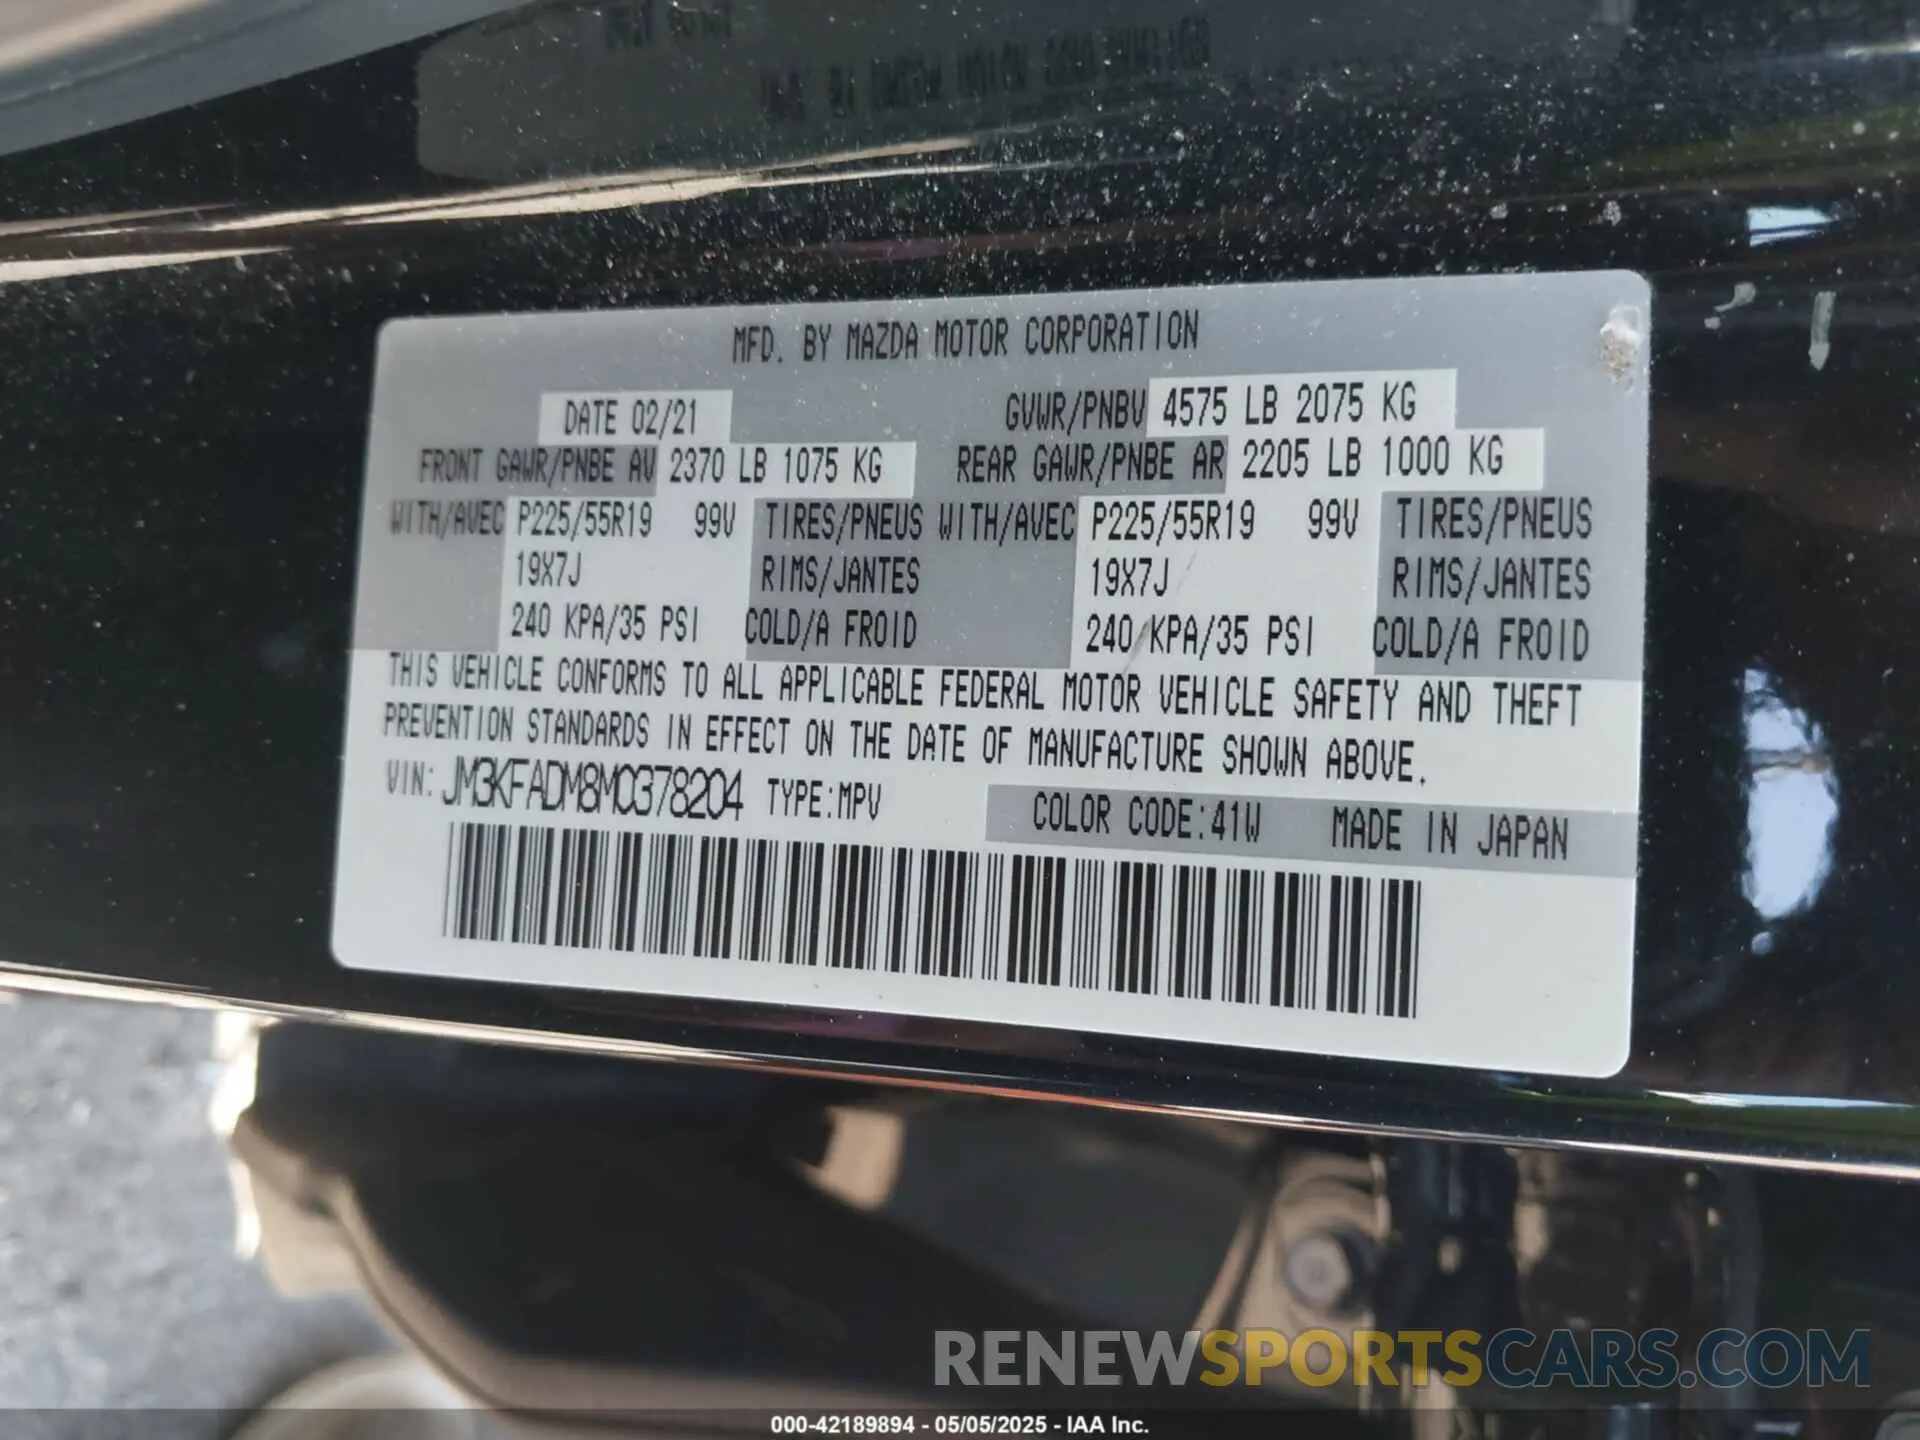 MFD. BY MAZDA MOTOR CORPORATION
DATE 02/21 GVWR/PNBV 4575 LB 2075 KG
FRONT GAWR/PNBE AV 2370 LB 1075 KG REAR GAWR/PNBE AR 2205 LB 1000 KG
WITH/AVEC P225/55R19 99V TIRES/PNEUS WITH/AVEC P225/55R19 99V TIRES/PNEUS
19X7J RIMS/JANTES 19X7J RIMS/JANTES
240 KPA/35 PSI COLD/A FROID 240 KPA/35 PSI COLD/A FROID
THIS VEHICLE CONFORMS TO ALL APPLICABLE FEDERAL MOTOR VEHICLE SAFETY AND THEFT
PREVENTION STANDARDS IN EFFECT ON THE DATE OF MANUFACTURE SHOWN ABOVE.
VIN: JM3KFADM8M0378204 TYPE:MPV COLOR CODE:41W MADE IN JAPAN
RENEWSPORTSCARS.COM
000-42189894 - 05/05/2025 - IAA Inc.